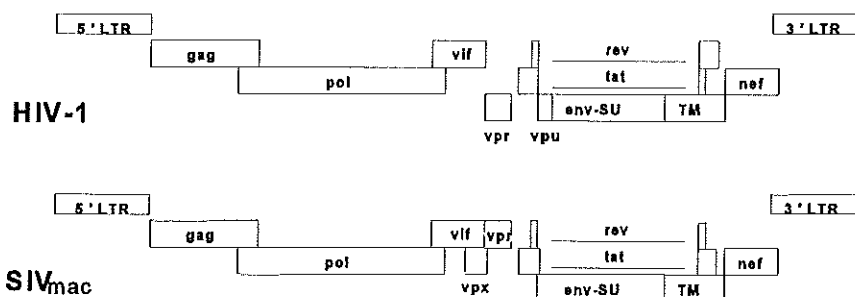 5'LTR 3'LTR
gag vif rev
pol tat nef
HIV-1 env-SU TM
vpr vpu
5'LTR 3'LTR
gag vif vpr rev
pol tat nef
SIVmac vpx env-SU TM